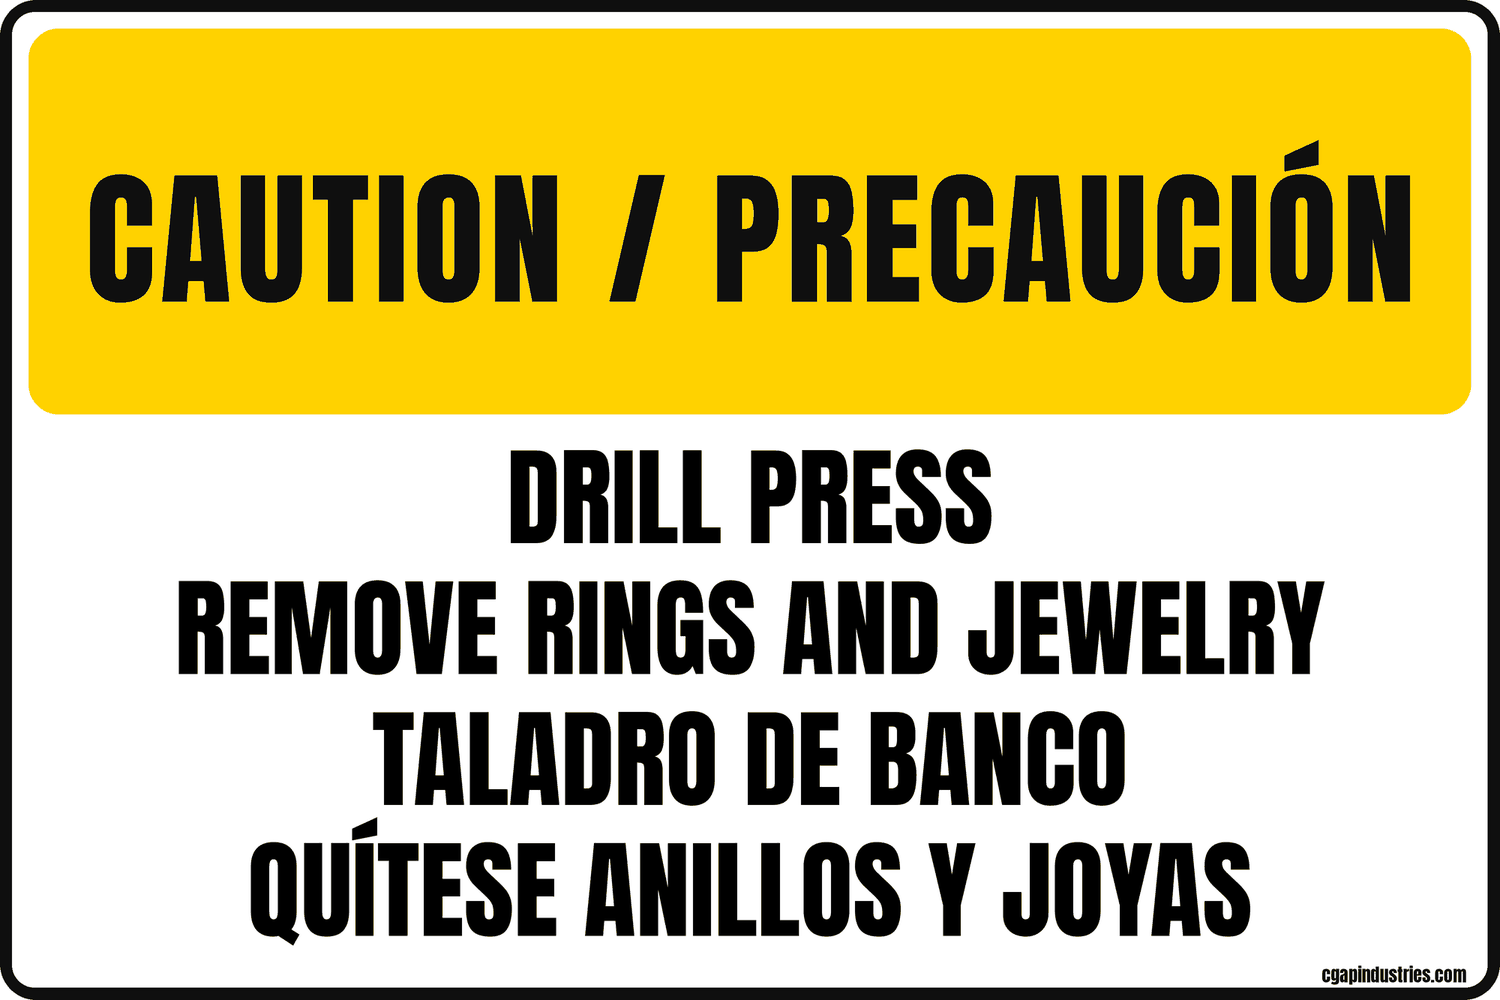 CAUTION / PRECAUCIÓN
DRILL PRESS
REMOVE RINGS AND JEWELRY
TALADRO DE BANCO
QUÍTESE ANILLOS Y JOYAS
cgapindustries.com